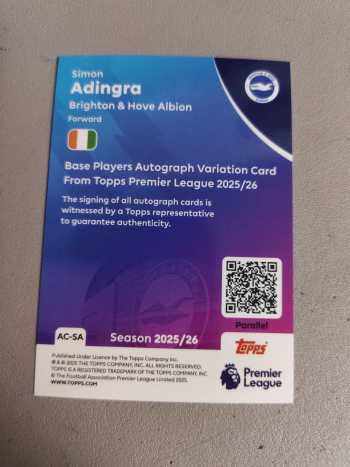 Simon
Adingra
Brighton & Hove Albion
Forward
Base Players Autograph Variation Card
From Topps Premier League 2025/26
The signing of all autograph cards is
witnessed by a Topps representative
to guarantee authenticity.
Parallel
AC-SA
Season 2025/26
Topps
Published Under Licence by The Topps Company Inc.
® & © 2025 THE TOPPS COMPANY, INC. ALL RIGHTS RESERVED.
TOPPS IS A REGISTERED TRADEMARK OF THE TOPPS COMPANY, INC.
© The Football Association Premier League Limited 2025.
WWW.TOPPS.COM
Premier
League